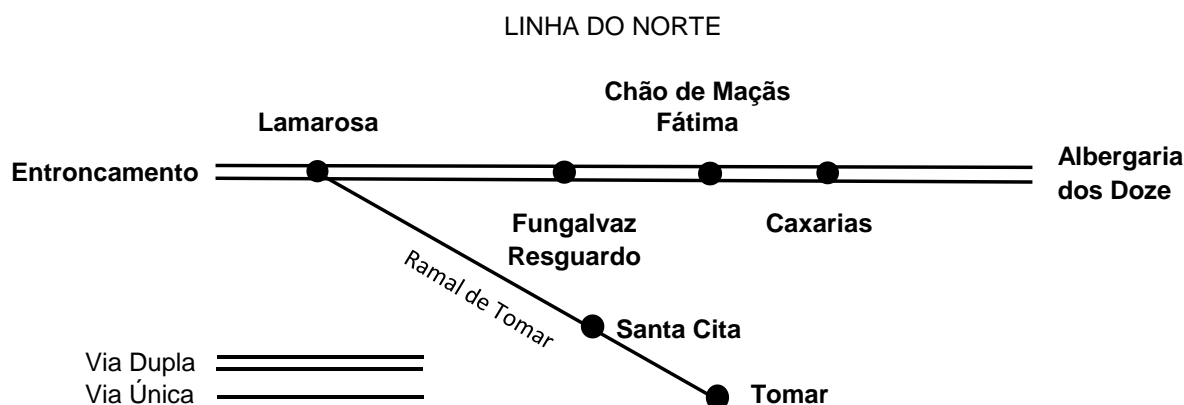 LINHA DO NORTE
Chão de Maçãs
Fátima
Lamarosa
Entroncamento
Albergaria
dos Doze
Fungalvaz
Resguardo
Caxarias
Ramal de Tomar
Santa Cita
Via Dupla
Via Única
Tomar